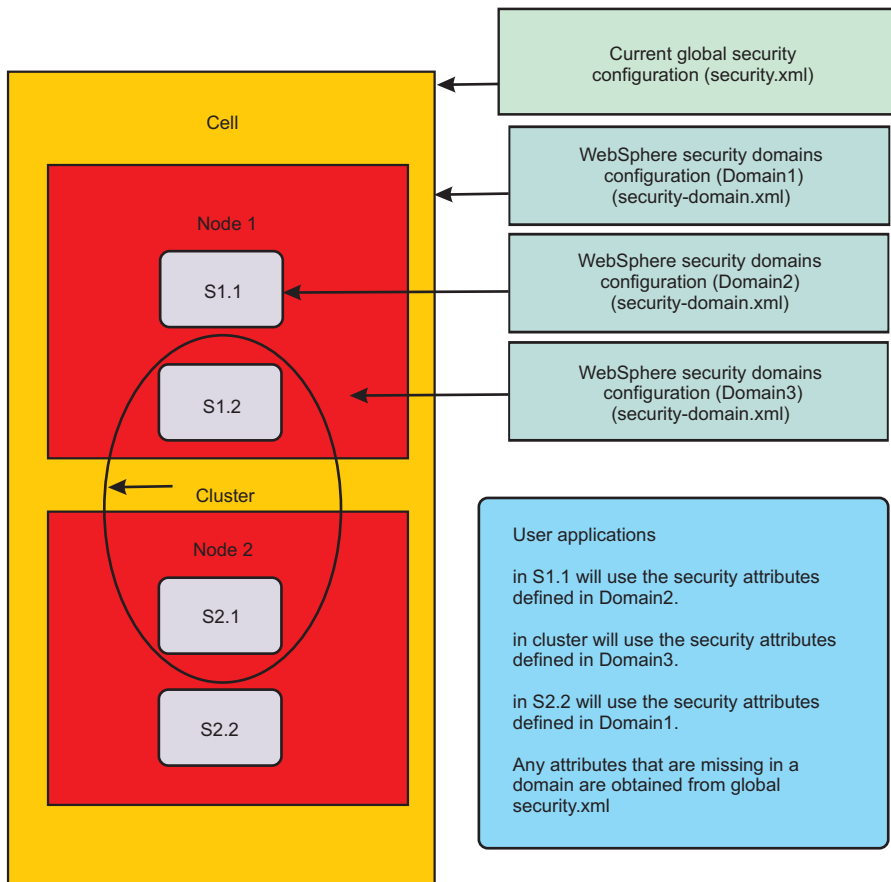 Current global security
configuration (security.xml)
Cell
WebSphere security domains
configuration (Domain1)
(security-domain.xml)
Node 1
WebSphere security domains
configuration (Domain2)
(security-domain.xml)
S1.1
WebSphere security domains
configuration (Domain3)
(security-domain.xml)
S1.2
Cluster
Node 2
S2.1
S2.2
User applications
in S1.1 will use the security attributes
defined in Domain2.
in cluster will use the security attributes
defined in Domain3.
in S2.2 will use the security attributes
defined in Domain1.
Any attributes that are missing in a
domain are obtained from global
security.xml